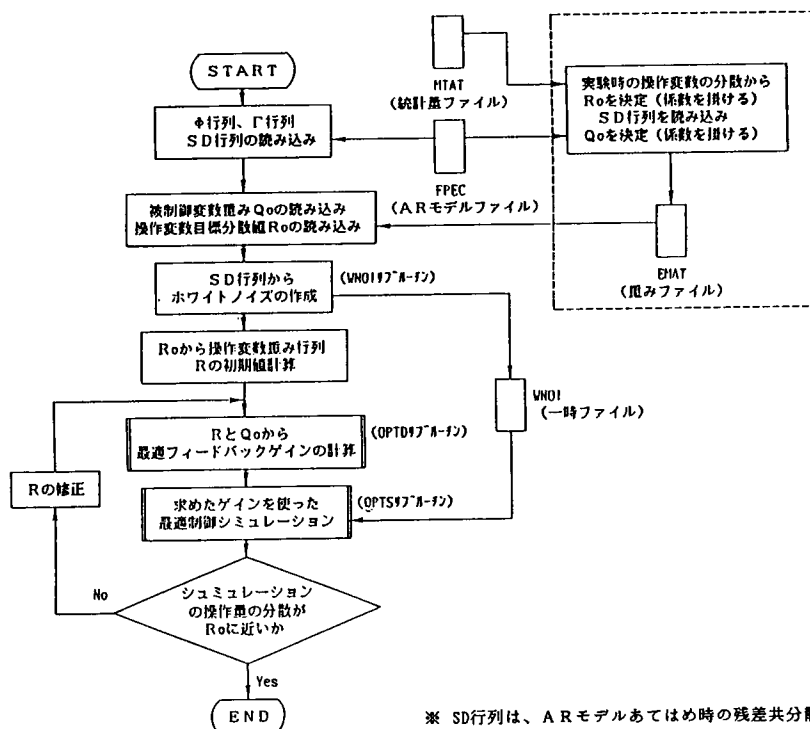 START
Φ行列、Γ行列
SD行列の読み込み
被制御変数重みQoの読み込み
操作変数目標分散値Roの読み込み
SD行列から
ホワイトノイズの作成
(WNOIサブルーチン)
Roから操作変数重み行列
Rの初期値計算
RとQoから
最適フィードバックゲインの計算
(OPTDサブルーチン)
Rの修正
求めたゲインを使った
最適制御シミュレーション
(OPTSサブルーチン)
シュミュレーション
の操作量の分散が
Roに近いか
No
Yes
END
MTAT
(統計量ファイル)
FPEC
(ARモデルファイル)
実験時の操作変数の分散から
Roを決定(係数を掛ける)
SD行列を読み込み
Qoを決定(係数を掛ける)
EMAT
(重みファイル)
WNOI
(一時ファイル)
※ SD行列は、ARモデルあてはめ時の残差共分散